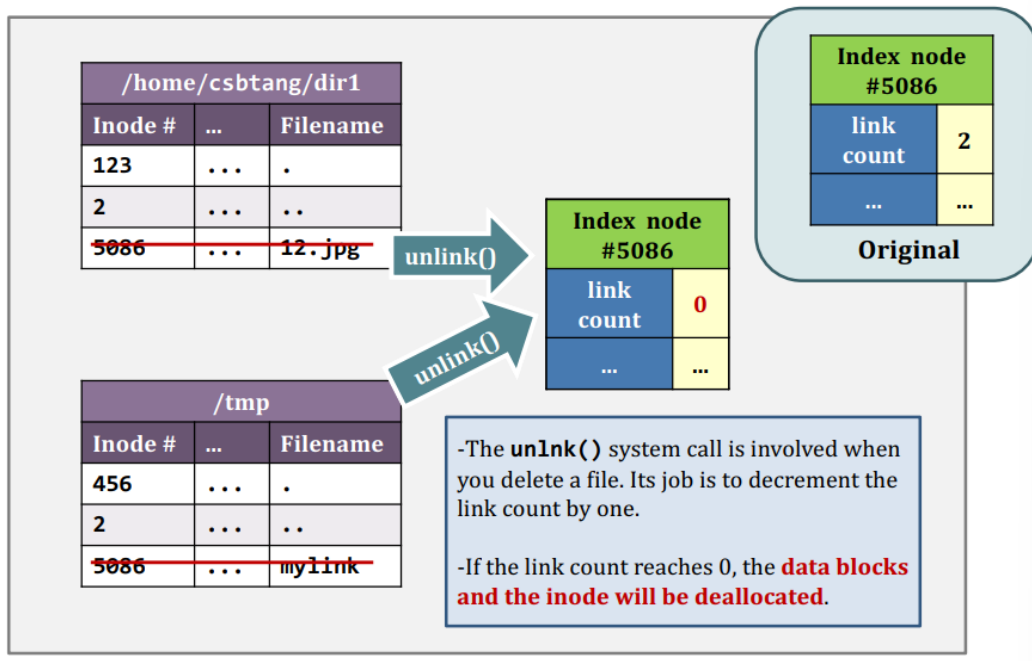 /home/csbtang/dir1
Inode # ... Filename
123 ... .
2 ... ..
5086 ... 12.jpg
unlink()
Index node
#5086
link
count
0
... ...
Index node
#5086
link
count
2
... ...
Original
unlink()
/tmp
Inode # ... Filename
456 ... .
2 ... ..
5086 ... mylink
-The unlnk() system call is involved when
you delete a file. Its job is to decrement the
link count by one.
-If the link count reaches 0, the data blocks
and the inode will be deallocated.